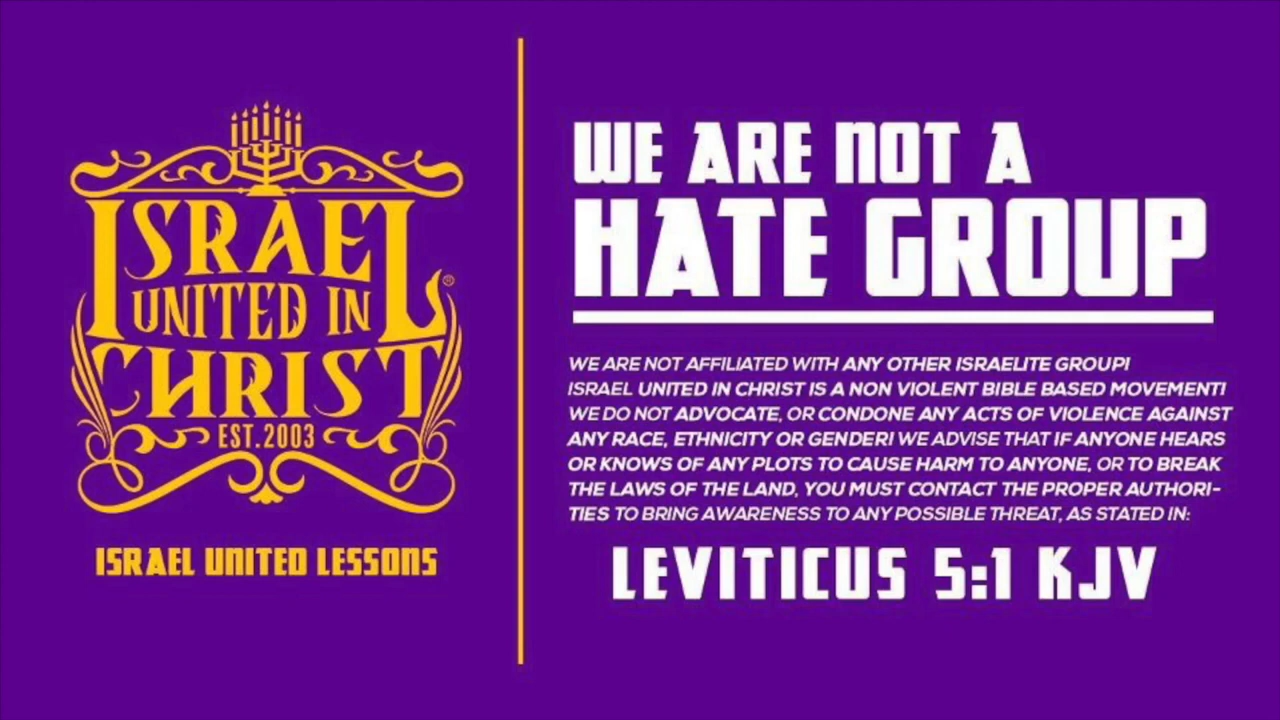 ISRAEL
UNITED IN
CHRIST
EST. 2003
ISRAEL UNITED LESSONS
WE ARE NOT A
HATE GROUP
WE ARE NOT AFFILIATED WITH ANY OTHER ISRAELITE GROUP!
ISRAEL UNITED IN CHRIST IS A NON VIOLENT BIBLE BASED MOVEMENT!
WE DO NOT ADVOCATE, OR CONDONE ANY ACTS OF VIOLENCE AGAINST
ANY RACE, ETHNICITY OR GENDER! WE ADVISE THAT IF ANYONE HEARS
OR KNOWS OF ANY PLOTS TO CAUSE HARM TO ANYONE, OR TO BREAK
THE LAWS OF THE LAND, YOU MUST CONTACT THE PROPER AUTHORI-
TIES TO BRING AWARENESS TO ANY POSSIBLE THREAT, AS STATED IN:
LEVITICUS 5:1 KJV